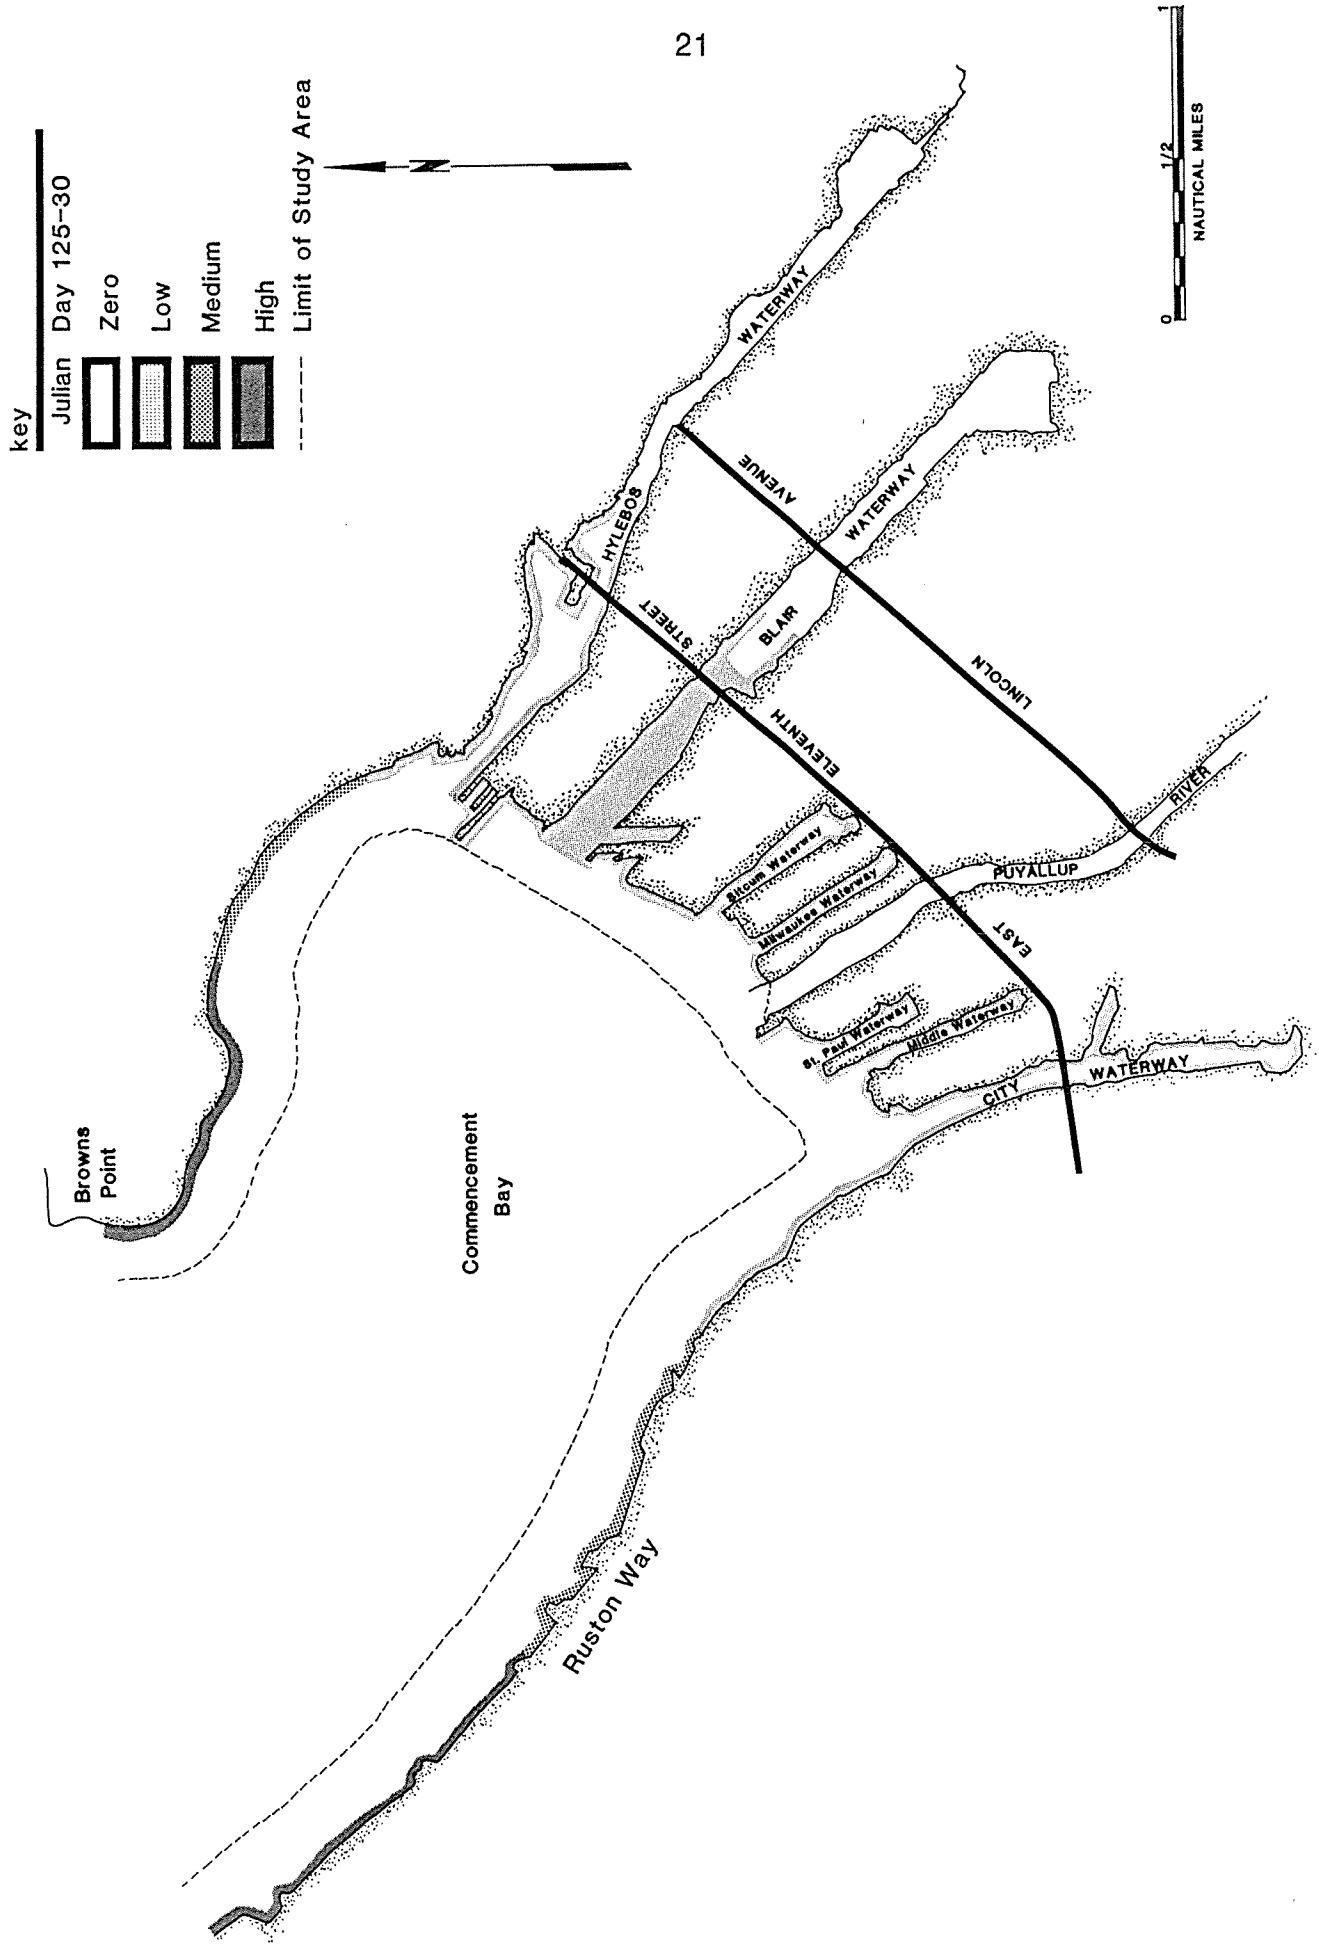 21
key
Julian Day 125-30
Zero
Low
Medium
High
Limit of Study Area
N
0 1/2 1
NAUTICAL MILES
Browns
Point
Commencement
Bay
Ruston Way
HYLEBOS
WATERWAY
BLAIR
WATERWAY
Sitcum Waterway
Milwaukee Waterway
PUYALLUP
RIVER
St. Paul Waterway
Middle Waterway
CITY
WATERWAY
EAST
ELEVENTH
STREET
LINCOLN
AVENUE